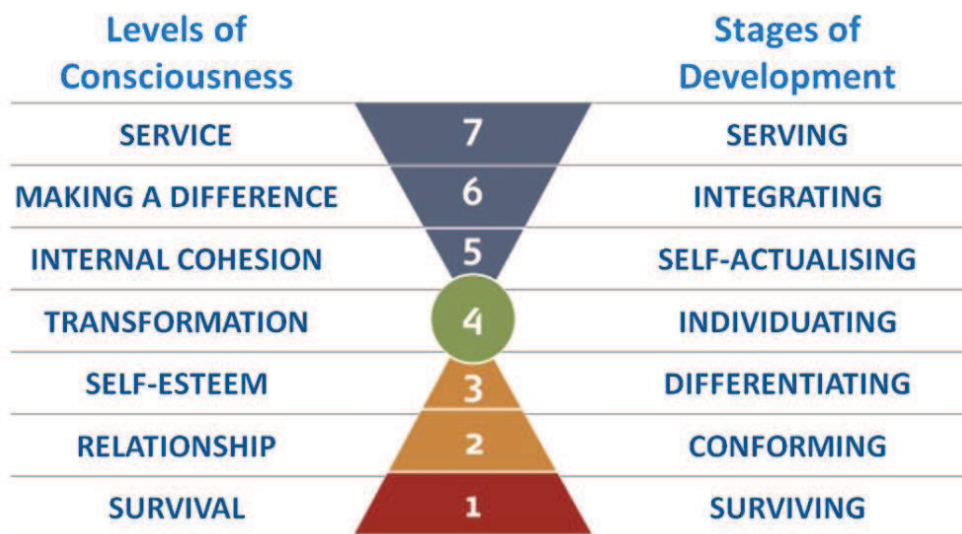 Levels of
Consciousness
Stages of
Development
SERVICE 7 SERVING
MAKING A DIFFERENCE 6 INTEGRATING
INTERNAL COHESION 5 SELF-ACTUALISING
TRANSFORMATION 4 INDIVIDUATING
SELF-ESTEEM 3 DIFFERENTIATING
RELATIONSHIP 2 CONFORMING
SURVIVAL 1 SURVIVING